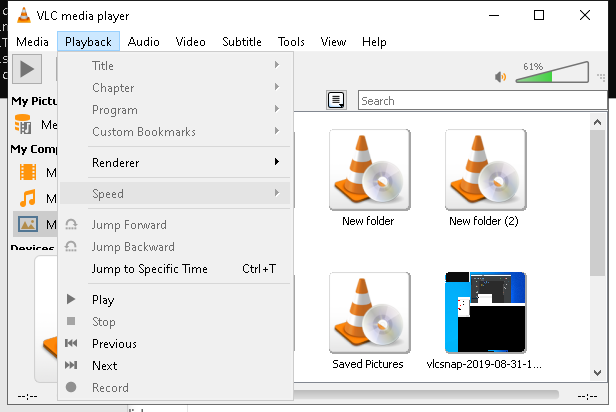 VLC media player
Media Playback Audio Video Subtitle Tools View Help
61%
Search
Title
Chapter
Program
Custom Bookmarks
Renderer
Speed
Jump Forward
Jump Backward
Jump to Specific Time Ctrl+T
Play
Stop
Previous
Next
Record
My Pictu
Me
My Comp
M
M
M
Devices
New folder
New folder (2)
Saved Pictures
vlcsnap-2019-08-31-1...
--:--
--:--